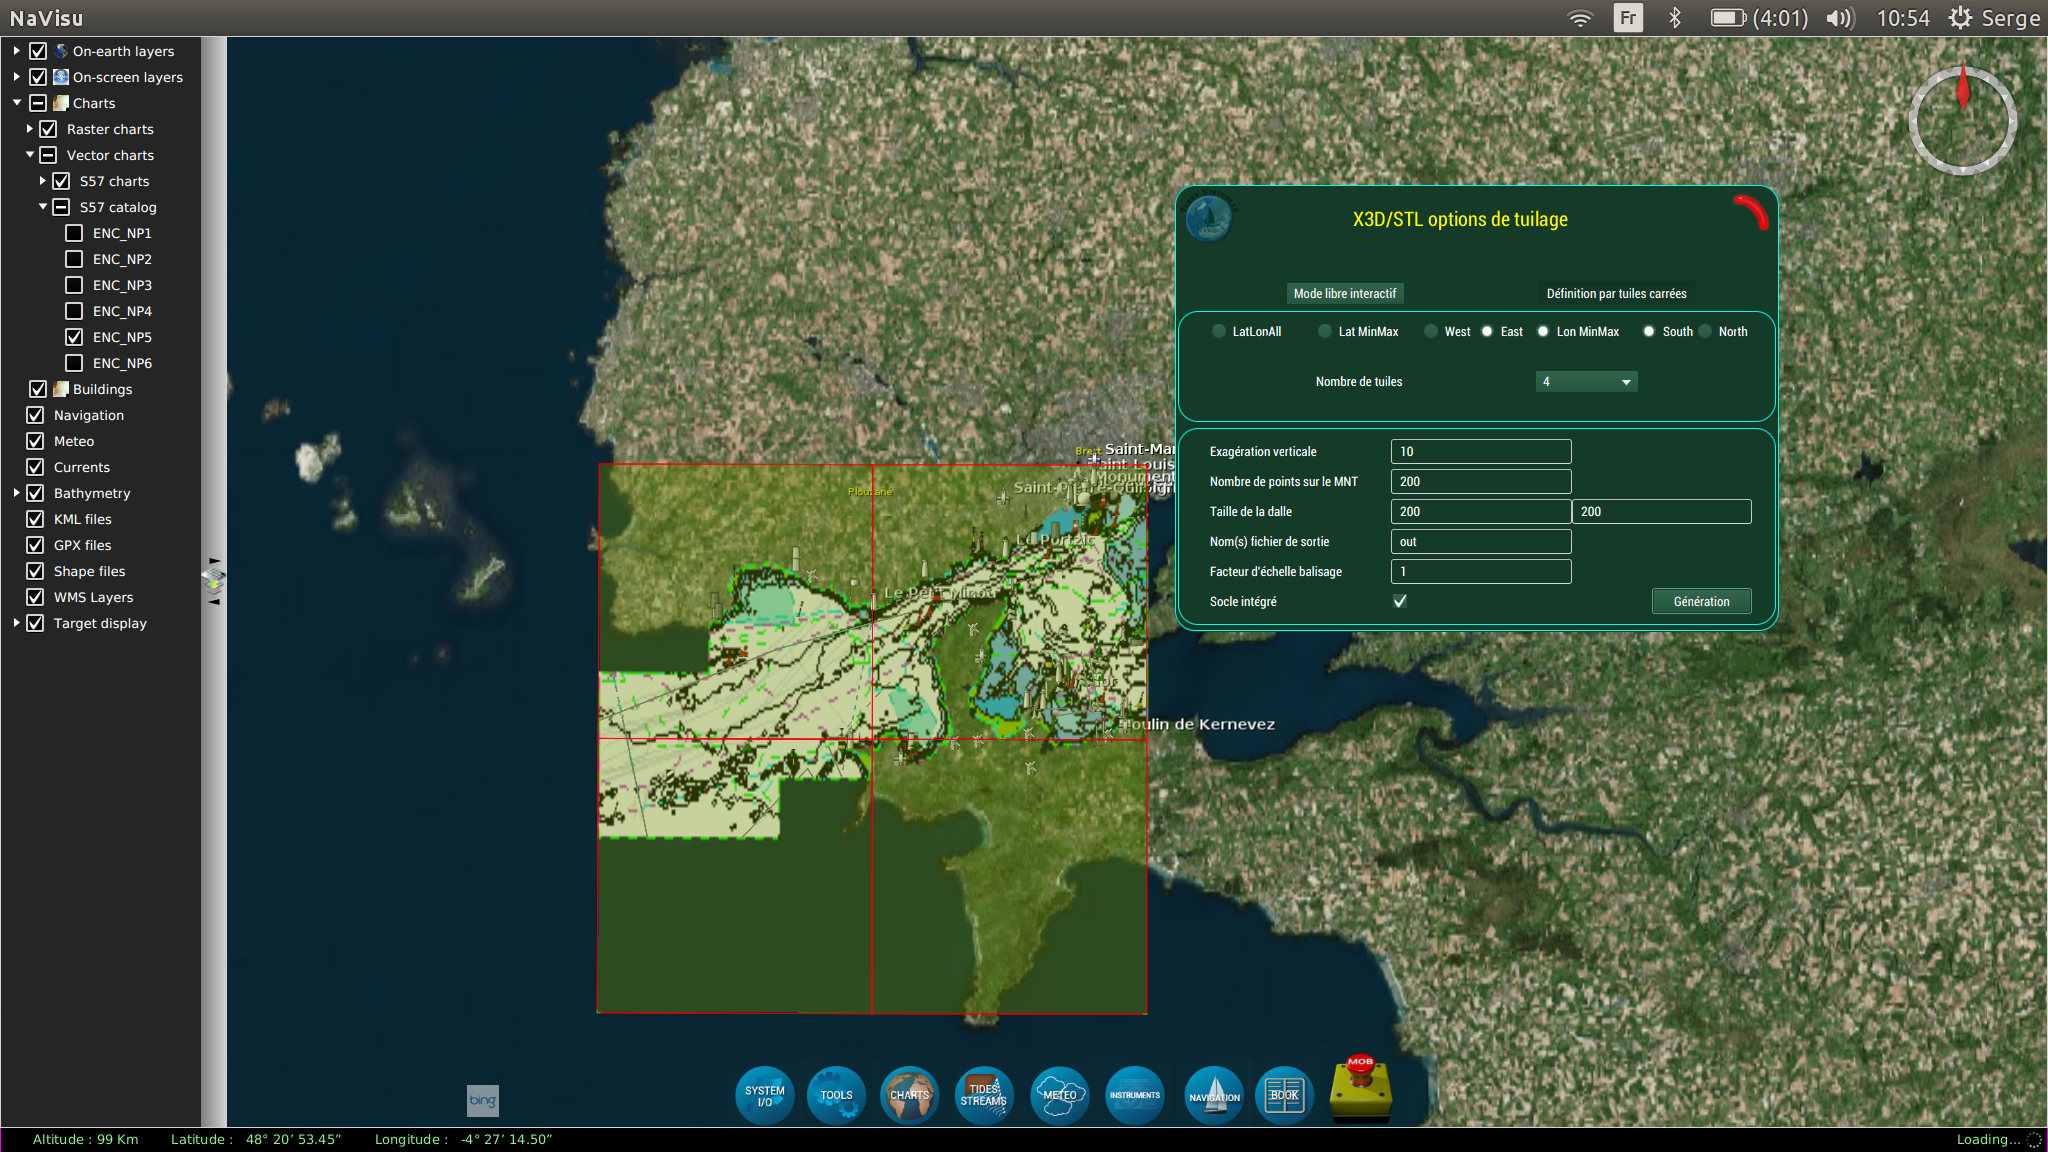 NaVisu
Fr (4:01) 10:54 Serge
On-earth layers
On-screen layers
Charts
Raster charts
Vector charts
S57 charts
S57 catalog
ENC_NP1
ENC_NP2
ENC_NP3
ENC_NP4
ENC_NP5
ENC_NP6
Buildings
Navigation
Meteo
Currents
Bathymetry
KML files
GPX files
Shape files
WMS Layers
Target display
X3D/STL options de tuilage
Mode libre interactif
Définition par tuiles carrées
LatLonAll Lat MinMax West East Lon MinMax South North
Nombre de tuiles 4
Exagération verticale 10
Nombre de points sur le MNT 200
Taille de la dalle 200 200
Nom(s) fichier de sortie out
Facteur d'échelle balisage 1
Socle intégré
Génération
Brest Saint-Mar
Saint Louis
Monument
Le Portzic
Le Petit Minou
Moulin de Kernevez
bing
SYSTEM I/O
TOOLS
CHARTS
TIDES STREAMS
METEO
INSTRUMENTS
NAVIGATION
BOOK
MOB
Altitude : 99 Km Latitude : 48° 20' 53.45" Longitude : -4° 27' 14.50"
Loading...